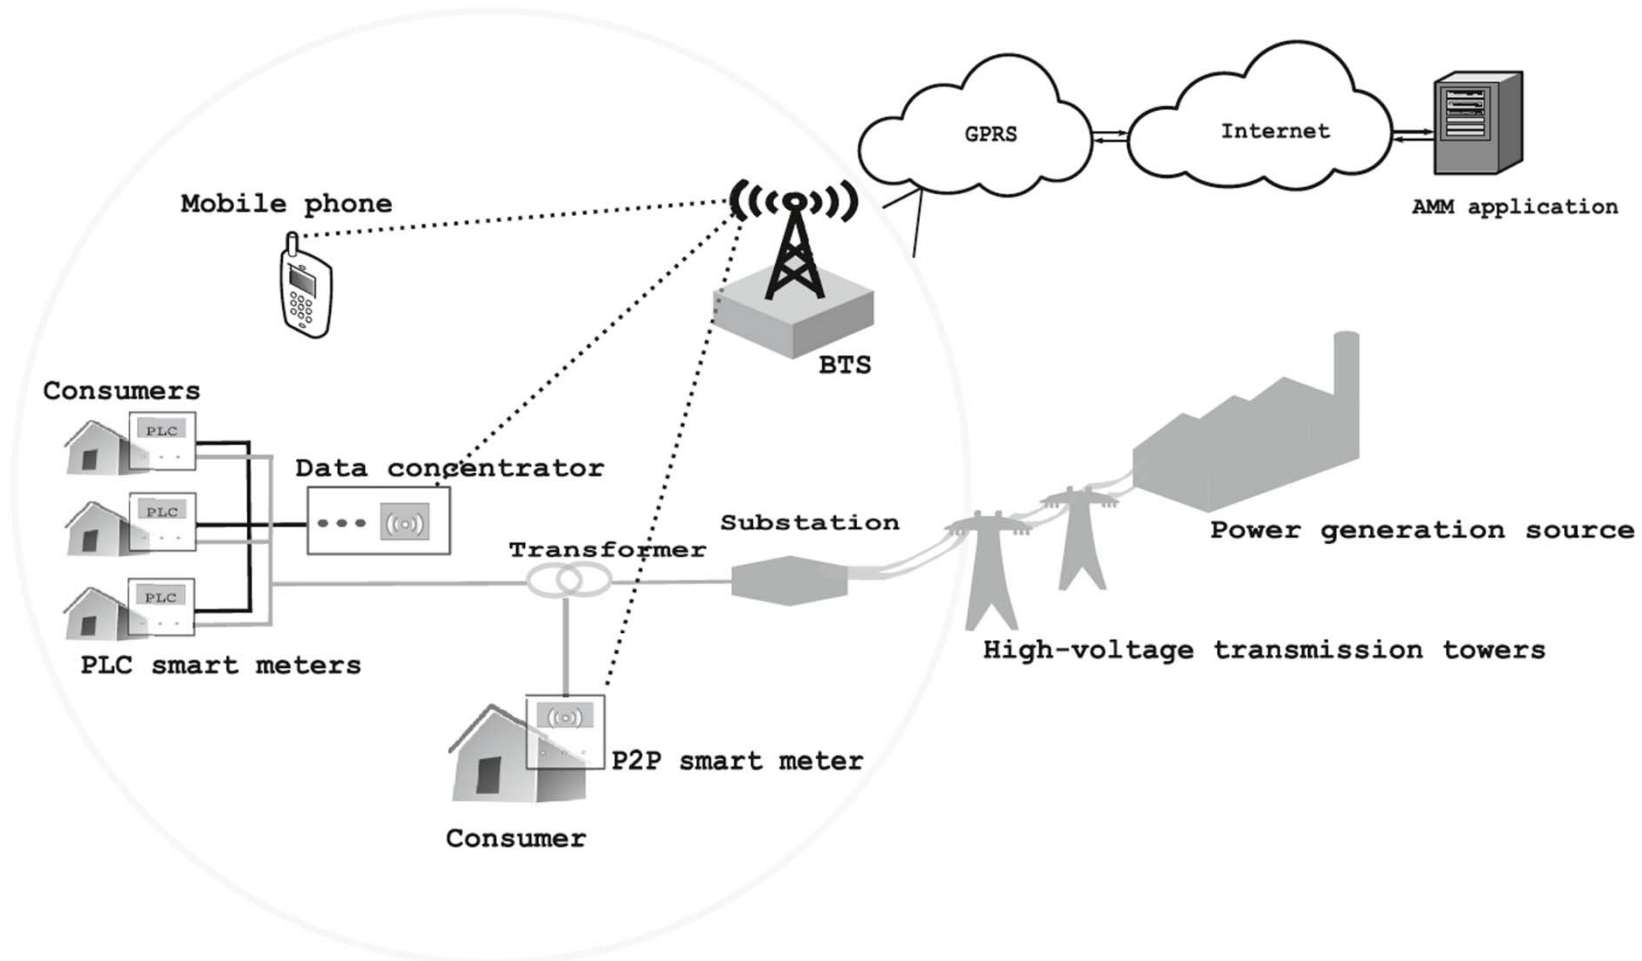 GPRS
Internet
AMM application
Mobile phone
BTS
Consumers
PLC
Data concentrator
PLC
Substation
Transformer
Power generation source
PLC
High-voltage transmission towers
PLC smart meters
P2P smart meter
Consumer